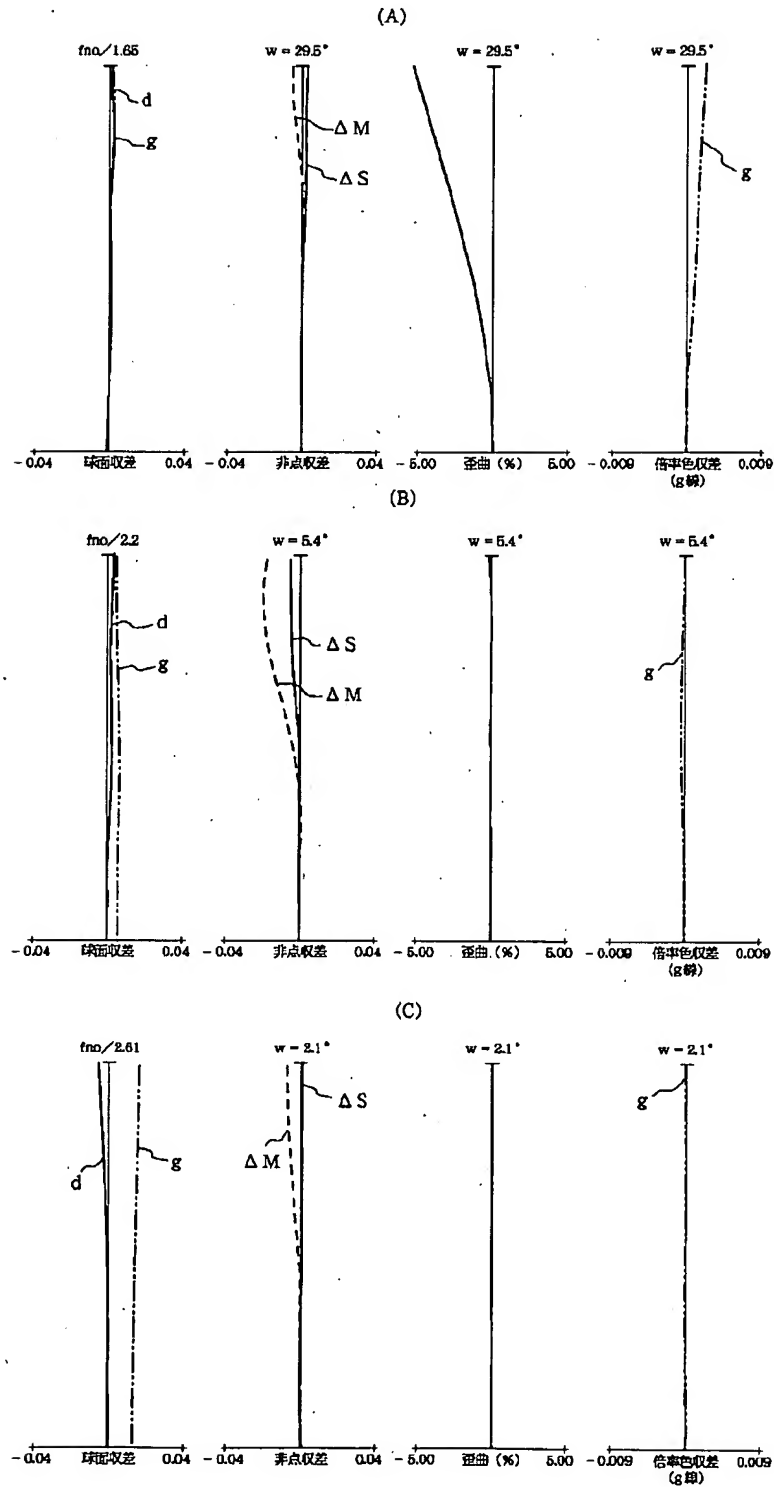 (A)
fno/1.65
w = 29.5°
w = 29.5°
w = 29.5°
d
g
ΔM
ΔS
g
-0.04 球面収差 0.04
-0.04 非点収差 0.04
-5.00 歪曲 (%) 5.00
-0.009 倍率色収差 0.009
(g線)
(B)
fno/2.2
w = 5.4°
w = 5.4°
w = 5.4°
d
g
ΔS
ΔM
g
-0.04 球面収差 0.04
-0.04 非点収差 0.04
-5.00 歪曲 (%) 5.00
-0.009 倍率色収差 0.009
(g線)
(C)
fno/2.61
w = 2.1°
w = 2.1°
w = 2.1°
d
g
ΔM
ΔS
g
-0.04 球面収差 0.04
-0.04 非点収差 0.04
-5.00 歪曲 (%) 5.00
-0.009 倍率色収差 0.009
(g線)